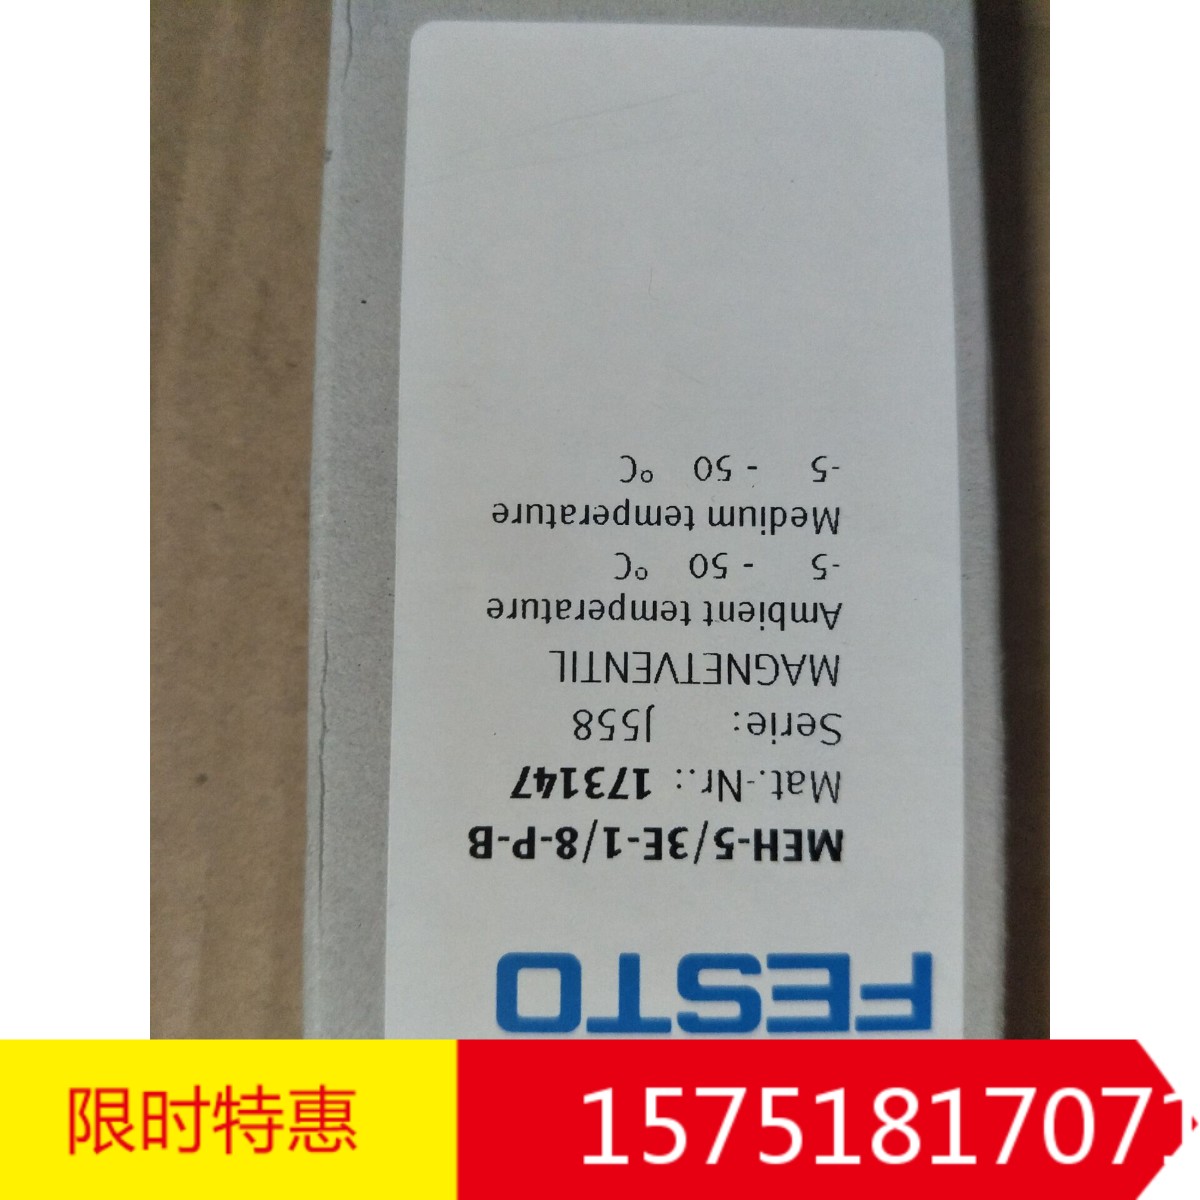 FESTO
MEH-5/3E-1/8-P-B
Mat.-Nr.: 173147
Serie: J558
MAGNETVENTIL
Ambient temperature
-5 - 50 °C
Medium temperature
-5 - 50 °C
限时特惠
15751817071